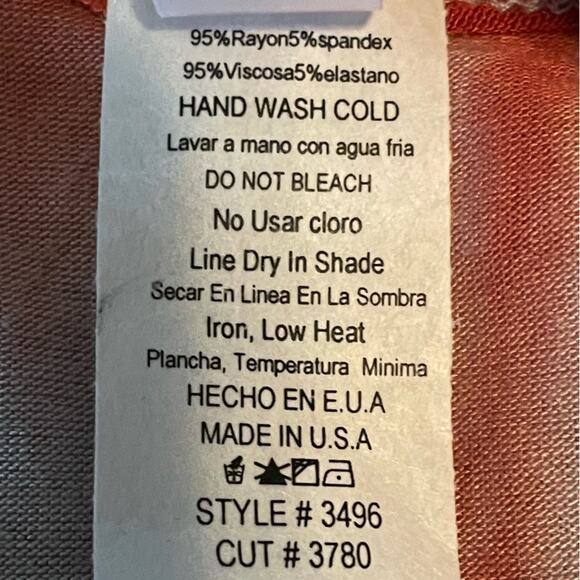 95%Rayon5%spandex
95%Viscosa5%elastano
HAND WASH COLD
Lavar a mano con agua fria
DO NOT BLEACH
No Usar cloro
Line Dry In Shade
Secar En Linea En La Sombra
Iron, Low Heat
Plancha, Temperatura Minima
HECHO EN E.U.A
MADE IN U.S.A
STYLE # 3496
CUT # 3780